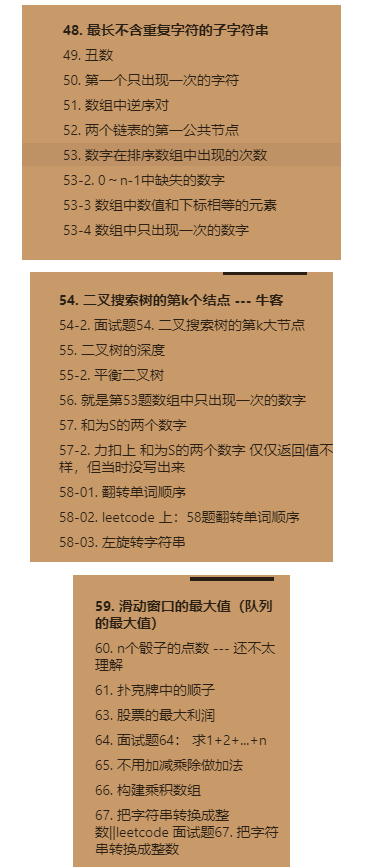 48. 最长不含重复字符的子字符串
49. 丑数
50. 第一个只出现一次的字符
51. 数组中逆序对
52. 两个链表的第一公共节点
53. 数字在排序数组中出现的次数
53-2. 0～n-1中缺失的数字
53-3 数组中数值和下标相等的元素
53-4 数组中只出现一次的数字
54. 二叉搜索树的第k个结点 --- 牛客
54-2. 面试题54. 二叉搜索树的第k大节点
55. 二叉树的深度
55-2. 平衡二叉树
56. 就是第53题数组中只出现一次的数字
57. 和为S的两个数字
57-2. 力扣上 和为S的两个数字 仅仅返回值不
样，但当时没写出来
58-01. 翻转单词顺序
58-02. leetcode 上：58题翻转单词顺序
58-03. 左旋转字符串
59. 滑动窗口的最大值（队列
的最大值）
60. n个骰子的点数 --- 还不太
理解
61. 扑克牌中的顺子
63. 股票的最大利润
64. 面试题64： 求1+2+...+n
65. 不用加减乘除做加法
66. 构建乘积数组
67. 把字符串转换成整
数||leetcode 面试题67. 把字符
串转换成整数